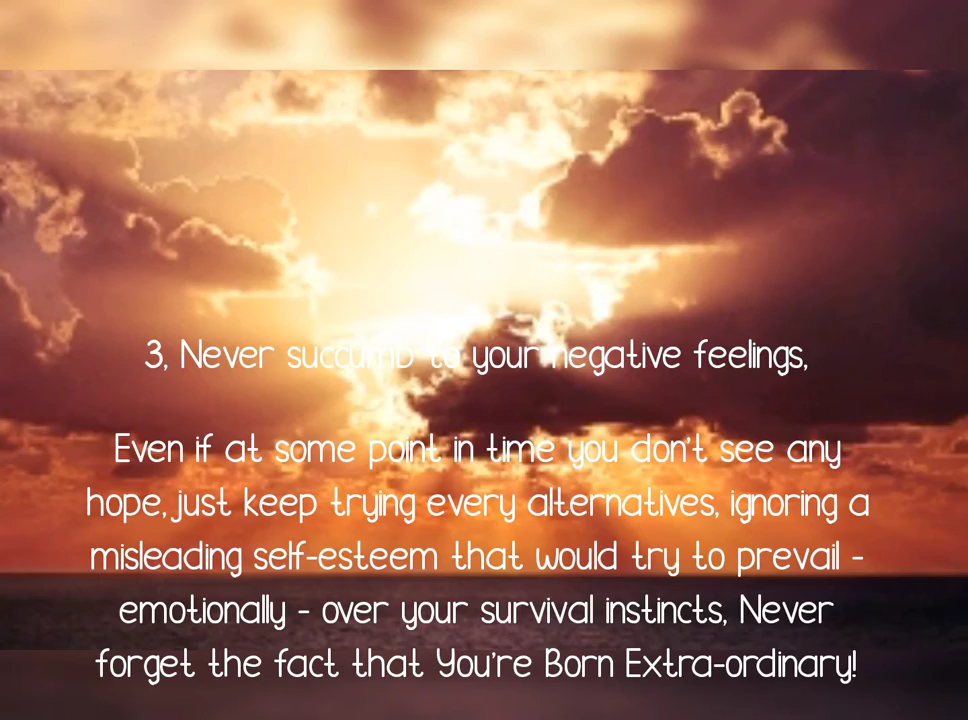 3, Never succumb to your negative feelings,
Even if at some point in time you don't see any
hope, just keep trying every alternatives, ignoring a
misleading self-esteem that would try to prevail -
emotionally - over your survival instincts, Never
forget the fact that You're Born Extra-ordinary!